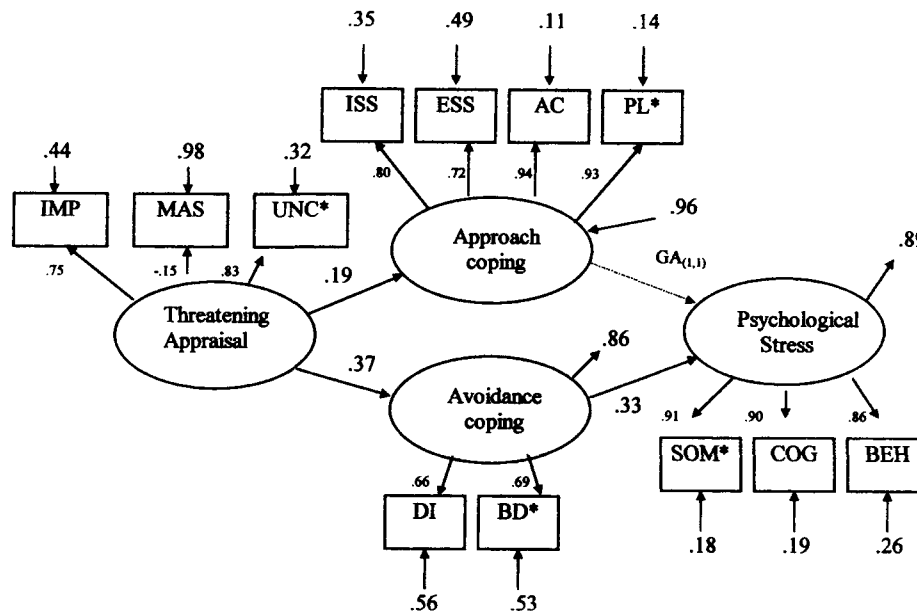 .35 .49 .11 .14
ISS ESS AC PL*
.44 .98 .32
.80 .72 .94 .93
IMP MAS UNC*
.96
Approach
coping
GA(1,1)
.75 -.15 .83
.19
Threatening
Appraisal
Psychological
Stress
.37
.86
.33
Avoidance
coping
.91 .90 .86
SOM* COG BEH
.66 .69
DI BD*
.18 .19 .26
.56 .53